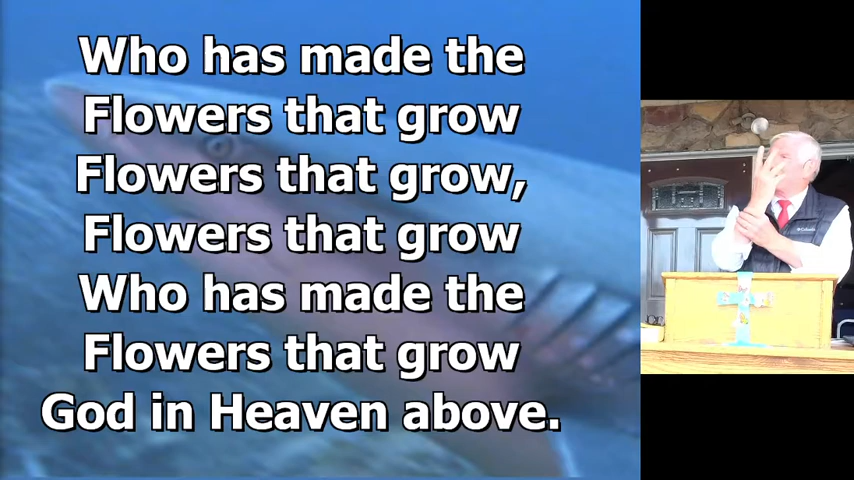 Who has made the
Flowers that grow
Flowers that grow,
Flowers that grow
Who has made the
Flowers that grow
God in Heaven above.
Columbia